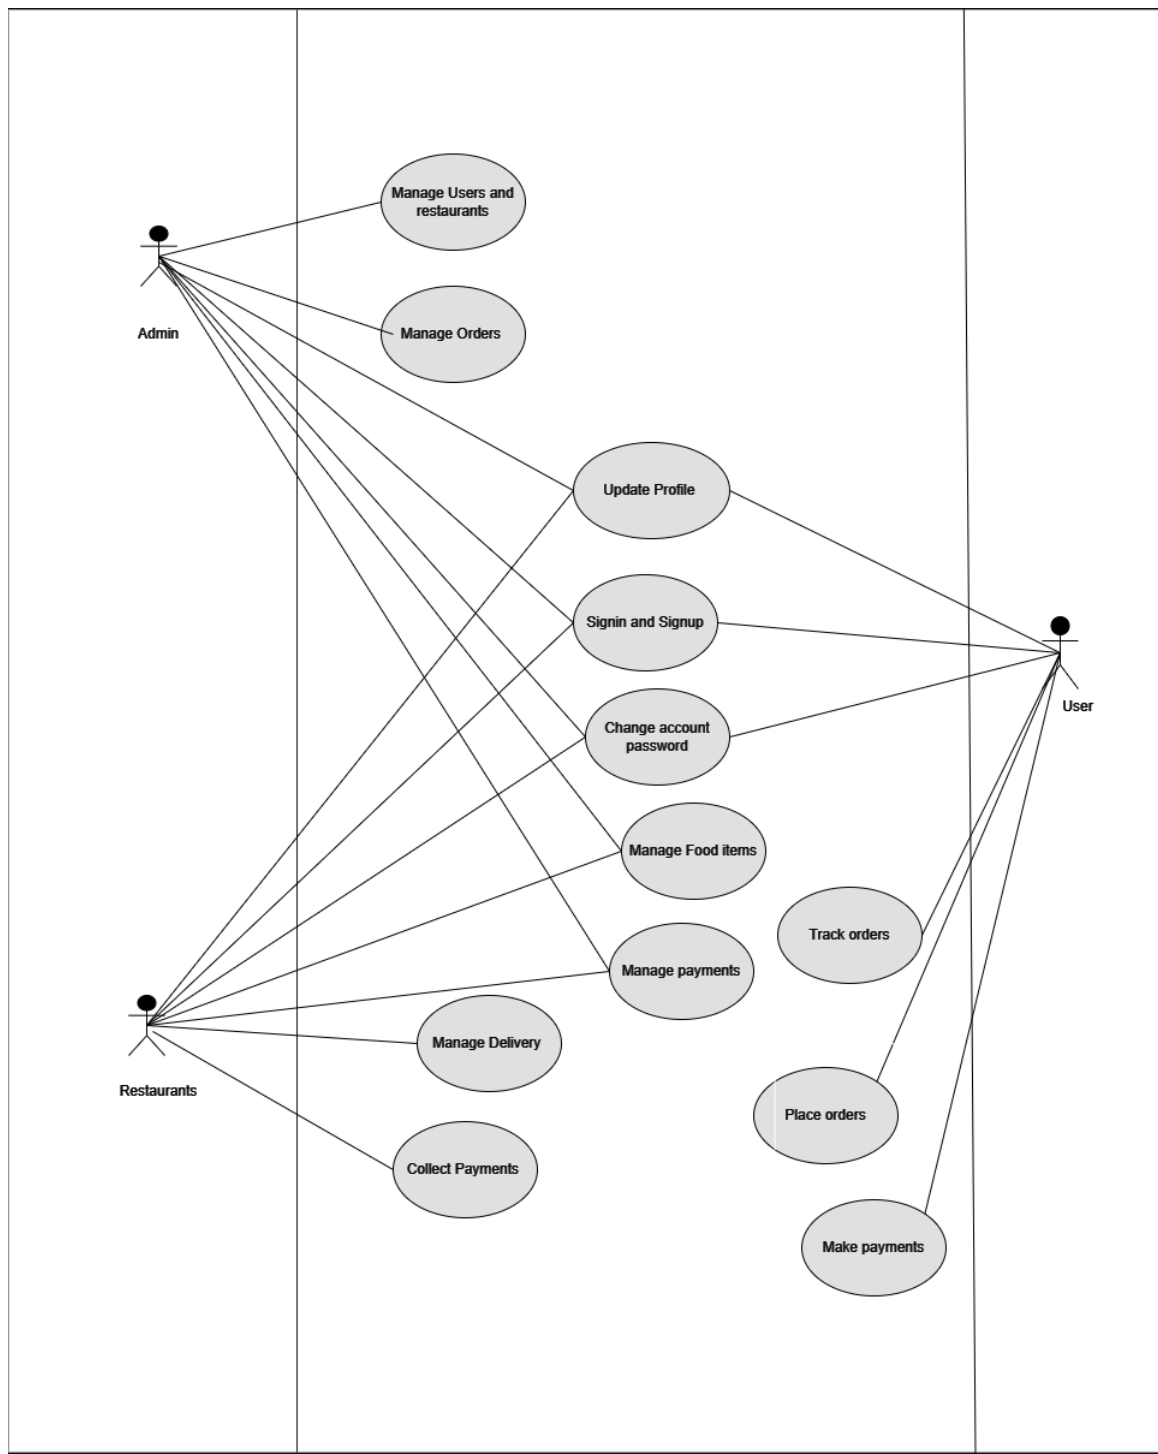 Manage Users and
restaurants
Admin
Manage Orders
Update Profile
Signin and Signup
User
Change account
password
Manage Food items
Track orders
Manage payments
Manage Delivery
Restaurants
Place orders
Collect Payments
Make payments